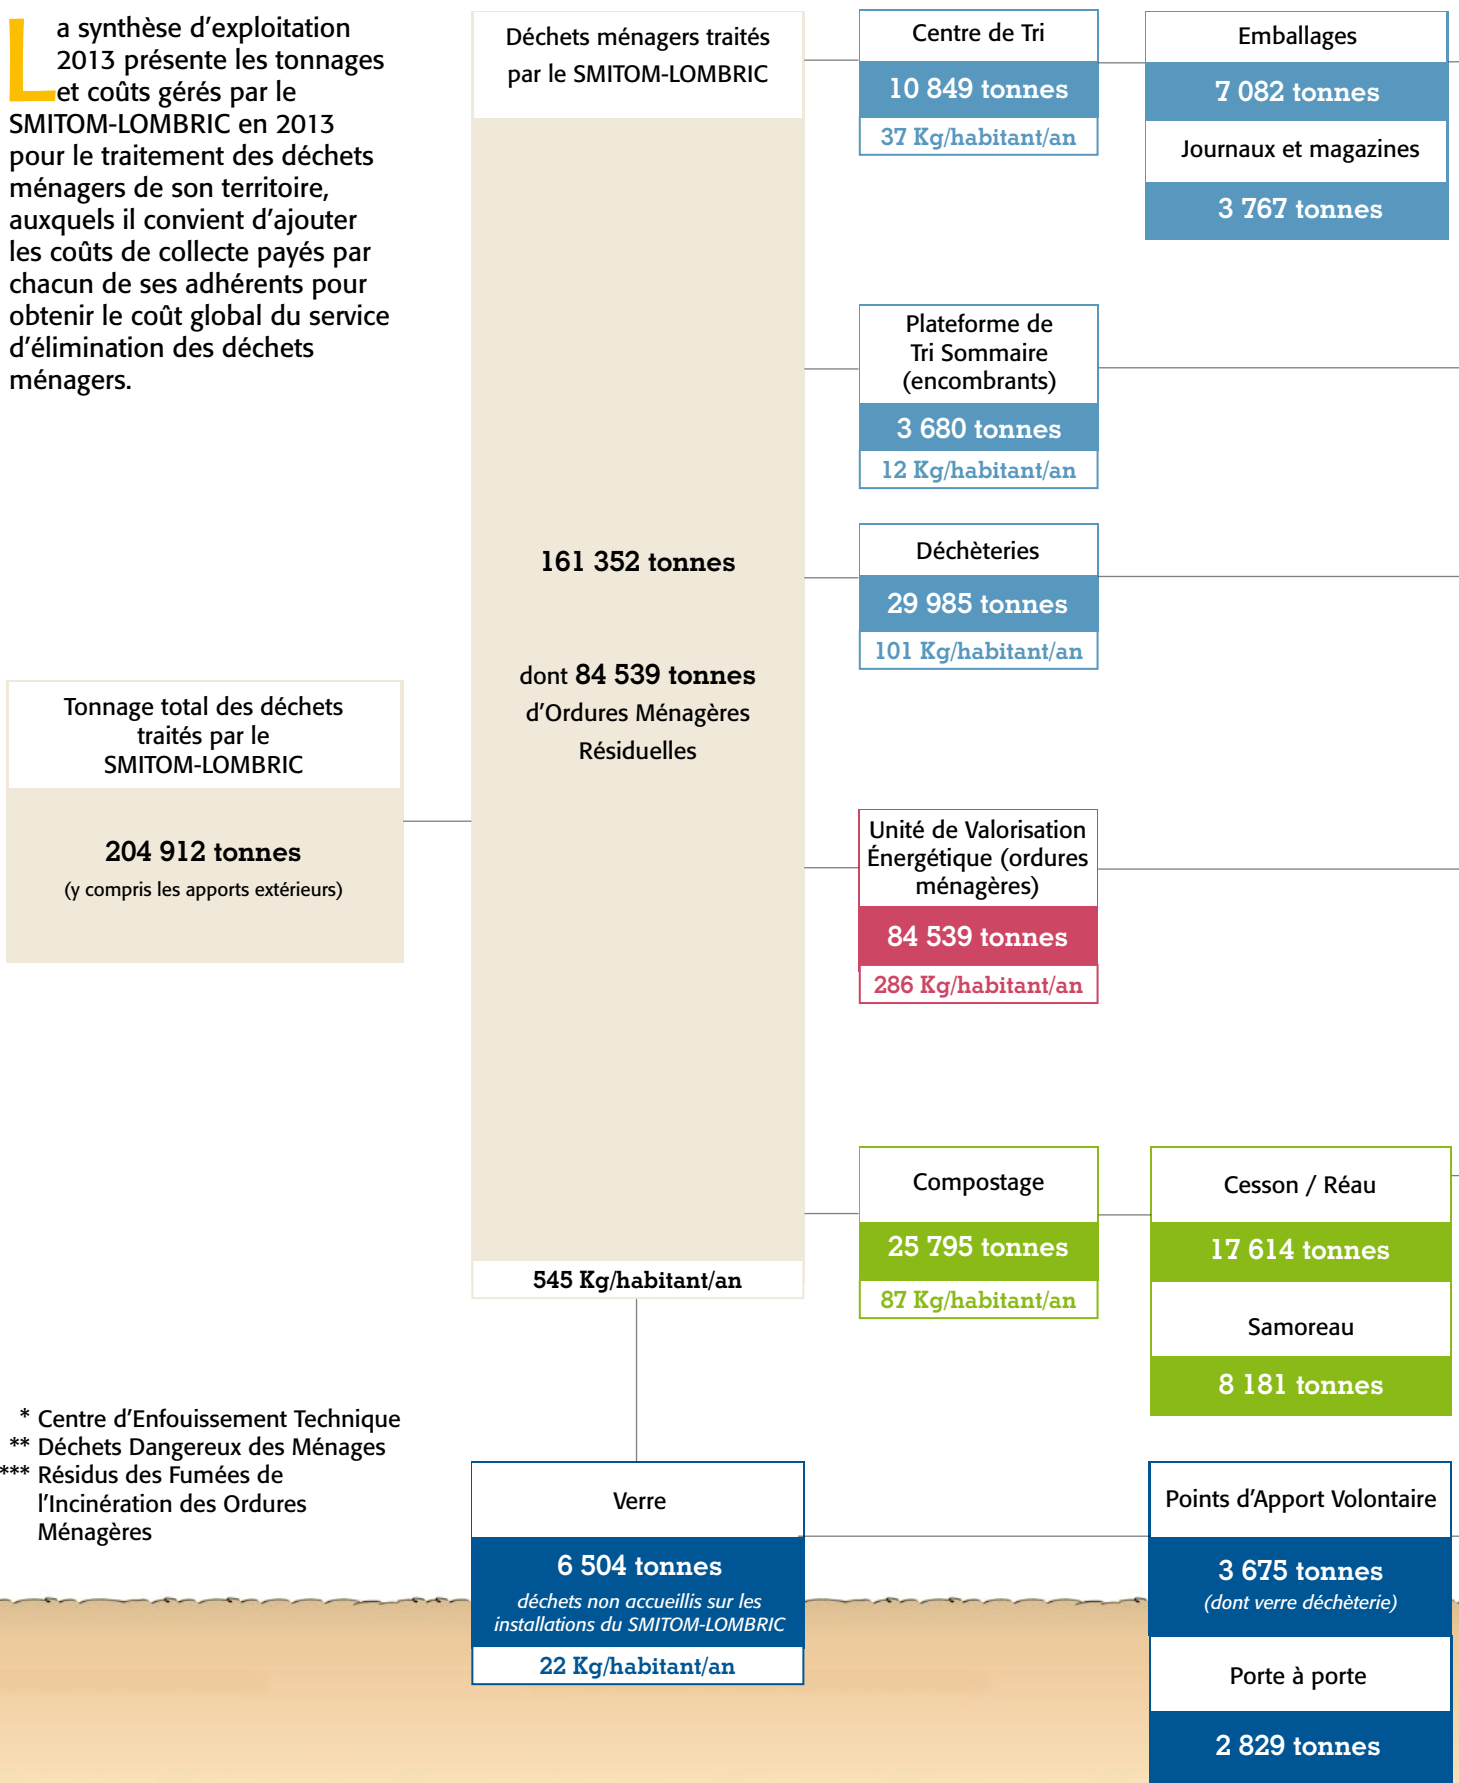 La synthèse d’exploitation
2013 présente les tonnages
et coûts gérés par le
SMITOM-LOMBRIC en 2013
pour le traitement des déchets
ménagers de son territoire,
auxquels il convient d’ajouter
les coûts de collecte payés par
chacun de ses adhérents pour
obtenir le coût global du service
d’élimination des déchets
ménagers.
Tonnage total des déchets
traités par le
SMITOM-LOMBRIC
204 912 tonnes
(y compris les apports extérieurs)
Déchets ménagers traités
par le SMITOM-LOMBRIC
161 352 tonnes
dont 84 539 tonnes
d’Ordures Ménagères
Résiduelles
545 Kg/habitant/an
Centre de Tri
10 849 tonnes
37 Kg/habitant/an
Emballages
7 082 tonnes
Journaux et magazines
3 767 tonnes
Plateforme de
Tri Sommaire
(encombrants)
3 680 tonnes
12 Kg/habitant/an
Déchèteries
29 985 tonnes
101 Kg/habitant/an
Unité de Valorisation
Énergétique (ordures
ménagères)
84 539 tonnes
286 Kg/habitant/an
Compostage
25 795 tonnes
87 Kg/habitant/an
Cesson / Réau
17 614 tonnes
Samoreau
8 181 tonnes
Verre
6 504 tonnes
déchets non accueillis sur les
installations du SMITOM-LOMBRIC
22 Kg/habitant/an
Points d’Apport Volontaire
3 675 tonnes
(dont verre déchèterie)
Porte à porte
2 829 tonnes
* Centre d’Enfouissement Technique
** Déchets Dangereux des Ménages
*** Résidus des Fumées de
l’Incinération des Ordures
Ménagères